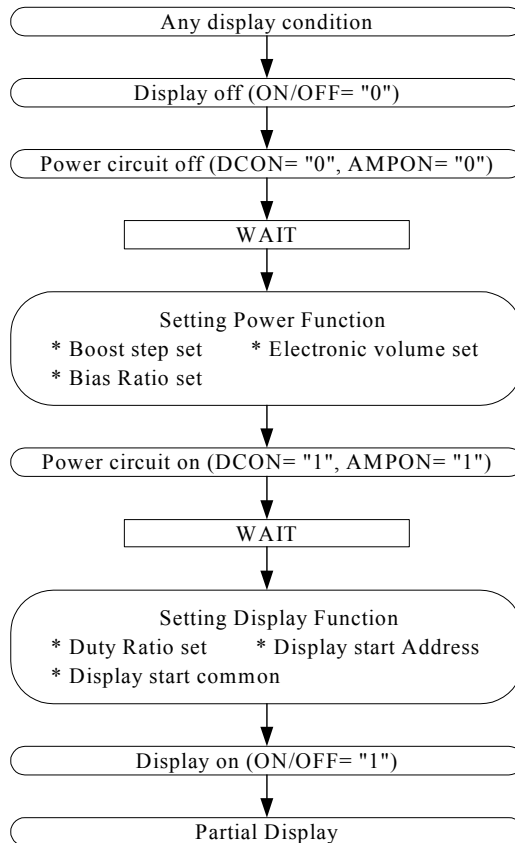 Any display condition
Display off (ON/OFF= "0")
Power circuit off (DCON= "0", AMPON= "0")
WAIT
Setting Power Function
* Boost step set * Electronic volume set
* Bias Ratio set
Power circuit on (DCON= "1", AMPON= "1")
WAIT
Setting Display Function
* Duty Ratio set * Display start Address
* Display start common
Display on (ON/OFF= "1")
Partial Display